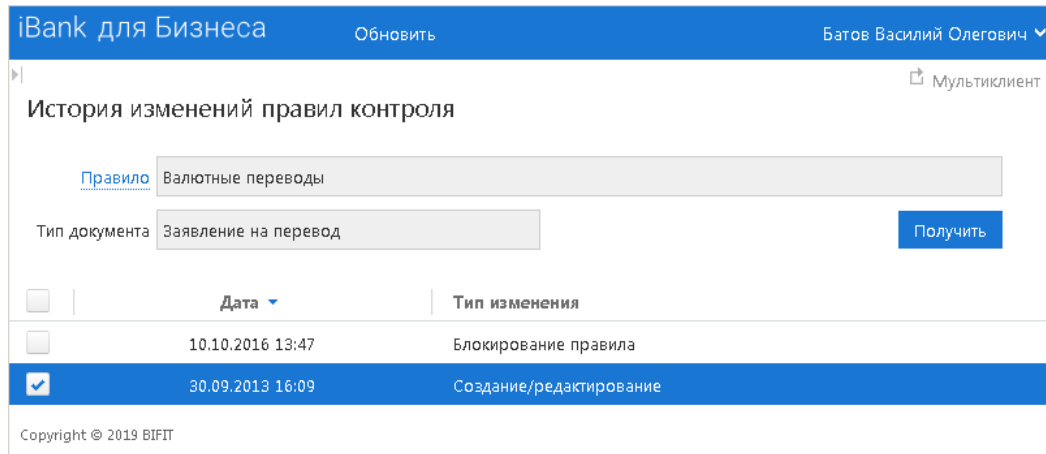 iBank для Бизнеса Обновить Батов Василий Олегович
Мультиклиент
История изменений правил контроля
Правило Валютные переводы
Тип документа Заявление на перевод Получить
Дата Тип изменения
10.10.2016 13:47 Блокирование правила
30.09.2013 16:09 Создание/редактирование
Copyright © 2019 BIFIT